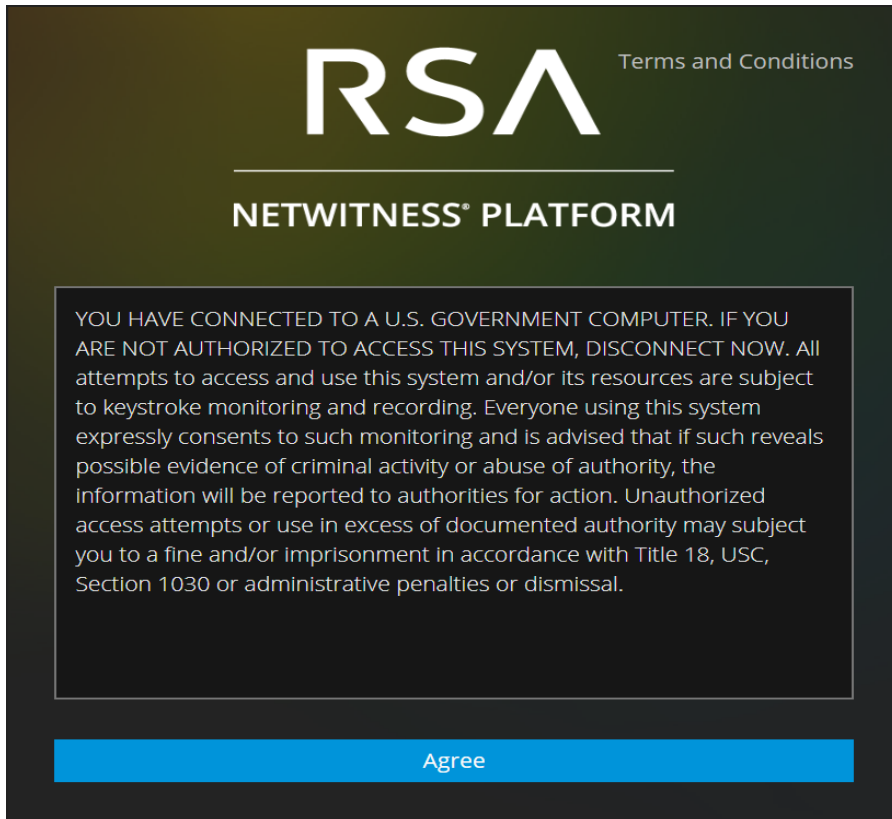 RSA
Terms and Conditions
NETWITNESS® PLATFORM
YOU HAVE CONNECTED TO A U.S. GOVERNMENT COMPUTER. IF YOU
ARE NOT AUTHORIZED TO ACCESS THIS SYSTEM, DISCONNECT NOW. All
attempts to access and use this system and/or its resources are subject
to keystroke monitoring and recording. Everyone using this system
expressly consents to such monitoring and is advised that if such reveals
possible evidence of criminal activity or abuse of authority, the
information will be reported to authorities for action. Unauthorized
access attempts or use in excess of documented authority may subject
you to a fine and/or imprisonment in accordance with Title 18, USC,
Section 1030 or administrative penalties or dismissal.
Agree